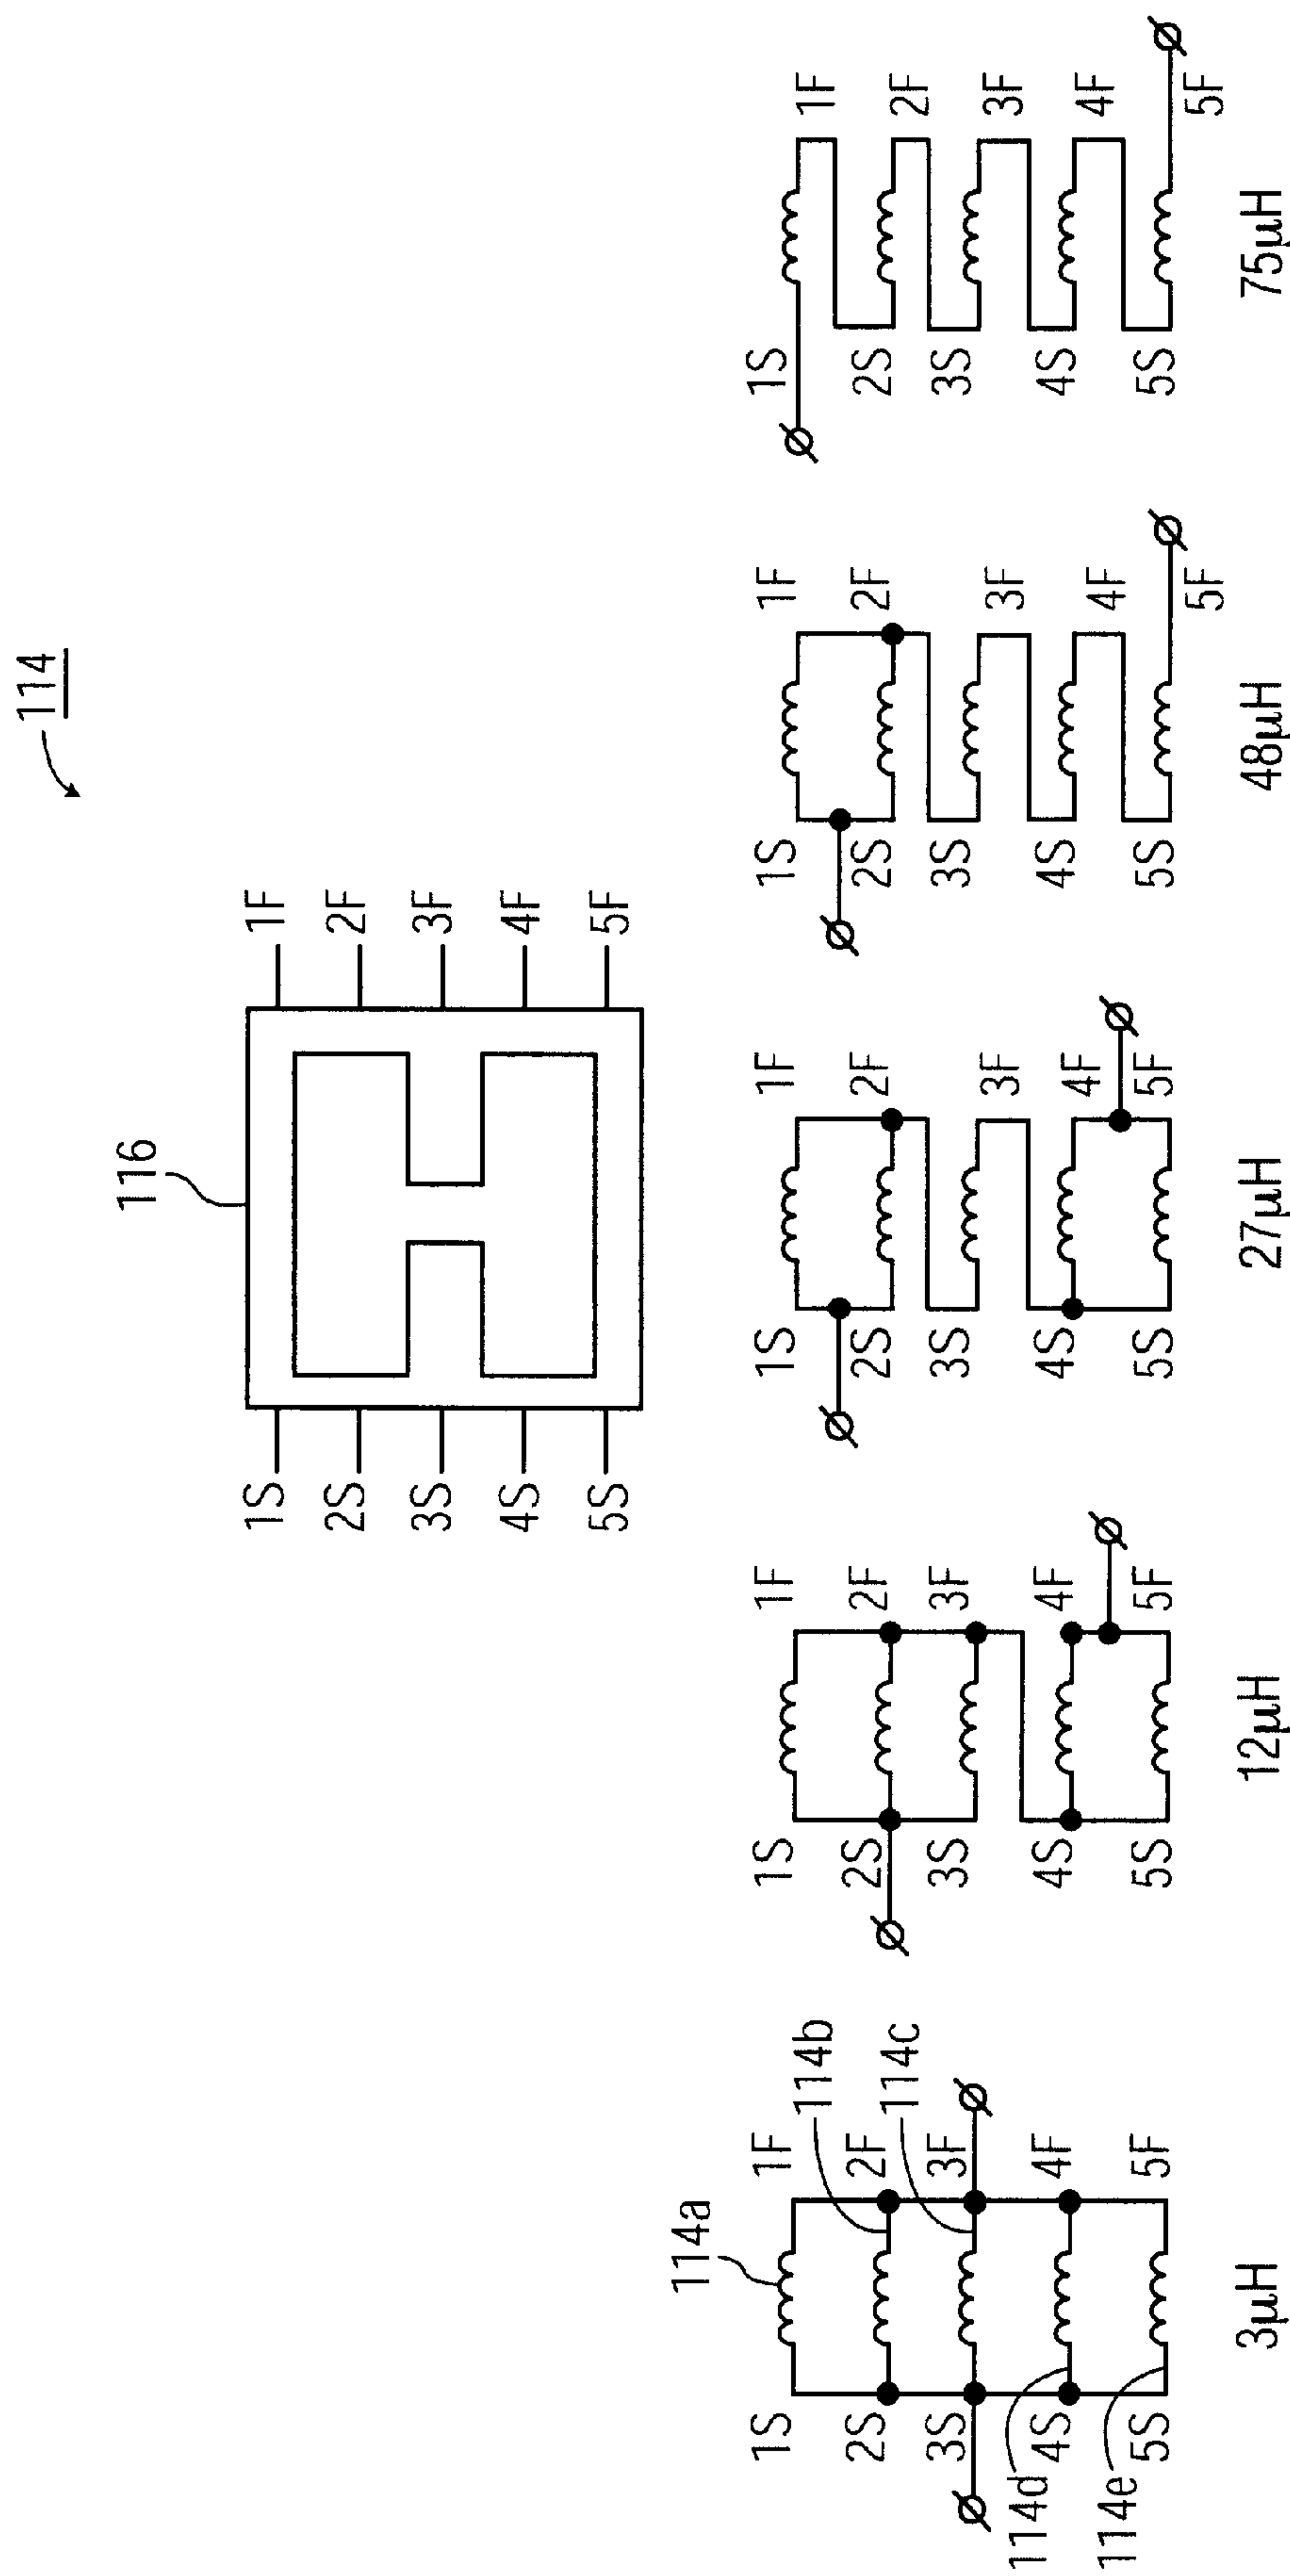 114
116
1S 1F
2S 2F
3S 3F
4S 4F
5S 5F
114a
1S 1F
114b
2S 2F
114c
3S 3F
4S 4F
114d
5S 5F
114e
3μH
1S 1F
2S 2F
3S 3F
4S 4F
5S 5F
12μH
1S 1F
2S 2F
3S 3F
4S 4F
5S 5F
27μH
1S 1F
2S 2F
3S 3F
4S 4F
5S 5F
48μH
1S 1F
2S 2F
3S 3F
4S 4F
5S 5F
75μH